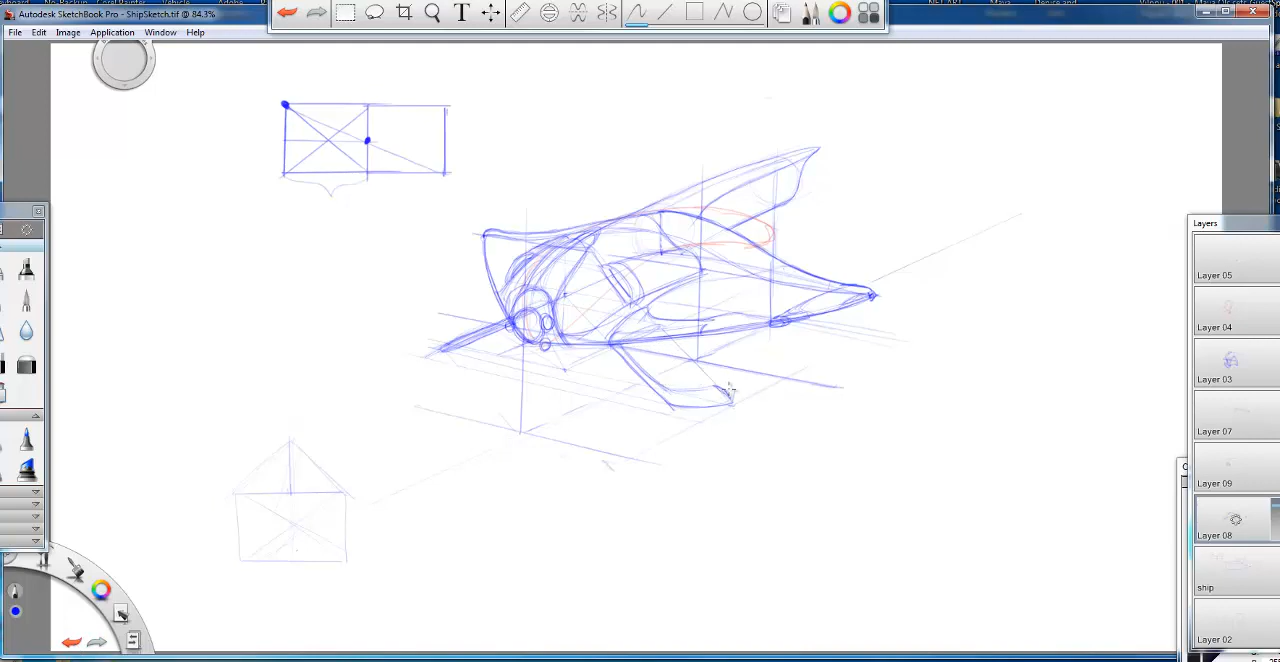 Autodesk SketchBook Pro - ShipSketch.tif @ 84.3%
File Edit Image Application Window Help
T
Layers
Layer 05
Layer 04
Layer 03
Layer 07
Layer 09
Layer 08
ship
Layer 02